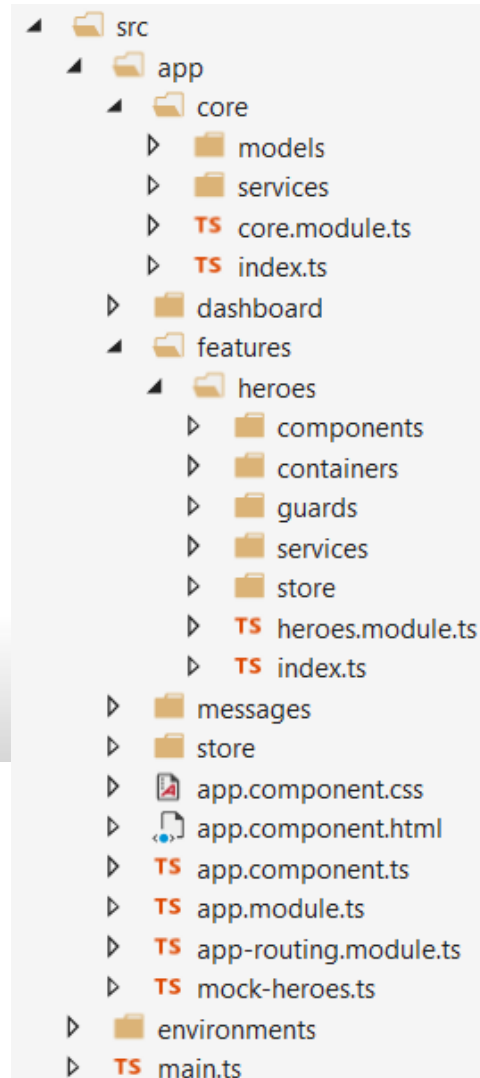 src
app
core
models
services
TS core.module.ts
TS index.ts
dashboard
features
heroes
components
containers
guards
services
store
TS heroes.module.ts
TS index.ts
messages
store
app.component.css
app.component.html
TS app.component.ts
TS app.module.ts
TS app-routing.module.ts
TS mock-heroes.ts
environments
TS main.ts